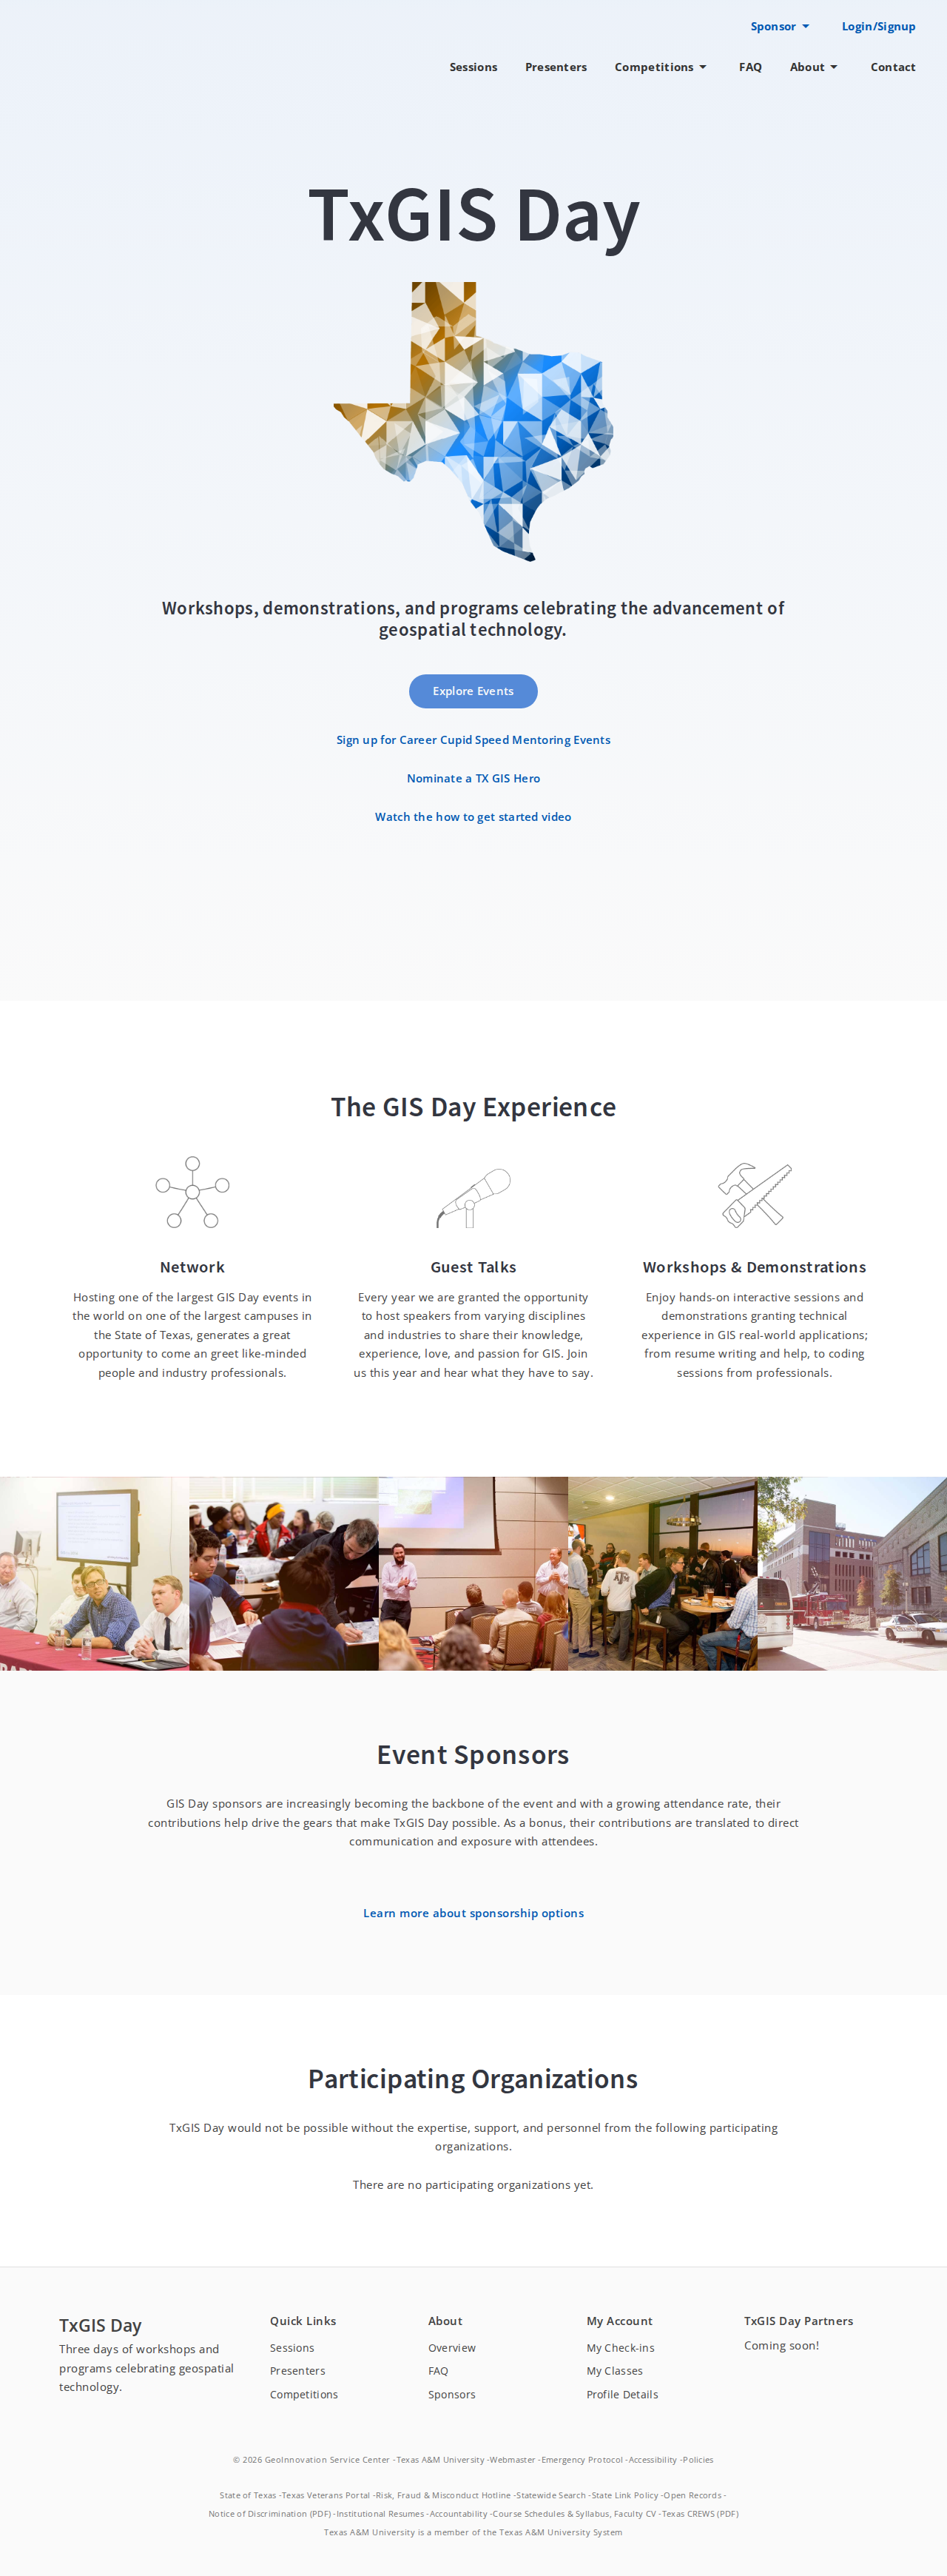 Sponsor Login/Signup
Sessions Presenters Competitions FAQ About Contact
TxGIS Day
Workshops, demonstrations, and programs celebrating the advancement of
geospatial technology.
Explore Events
Sign up for Career Cupid Speed Mentoring Events
Nominate a TX GIS Hero
Watch the how to get started video
The GIS Day Experience
Network
Hosting one of the largest GIS Day events in
the world on one of the largest campuses in
the State of Texas, generates a great
opportunity to come an greet like-minded
people and industry professionals.
Guest Talks
Every year we are granted the opportunity
to host speakers from varying disciplines
and industries to share their knowledge,
experience, love, and passion for GIS. Join
us this year and hear what they have to say.
Workshops & Demonstrations
Enjoy hands-on interactive sessions and
demonstrations granting technical
experience in GIS real-world applications;
from resume writing and help, to coding
sessions from professionals.
Event Sponsors
GIS Day sponsors are increasingly becoming the backbone of the event and with a growing attendance rate, their
contributions help drive the gears that make TxGIS Day possible. As a bonus, their contributions are translated to direct
communication and exposure with attendees.
Learn more about sponsorship options
Participating Organizations
TxGIS Day would not be possible without the expertise, support, and personnel from the following participating
organizations.
There are no participating organizations yet.
TxGIS Day
Three days of workshops and
programs celebrating geospatial
technology.
Quick Links
Sessions
Presenters
Competitions
About
Overview
FAQ
Sponsors
My Account
My Check-ins
My Classes
Profile Details
TxGIS Day Partners
Coming soon!
© 2026 GeoInnovation Service Center -Texas A&M University -Webmaster -Emergency Protocol -Accessibility -Policies
State of Texas -Texas Veterans Portal -Risk, Fraud & Misconduct Hotline -Statewide Search -State Link Policy -Open Records -
Notice of Discrimination (PDF) -Institutional Resumes -Accountability -Course Schedules & Syllabus, Faculty CV -Texas CREWS (PDF)
Texas A&M University is a member of the Texas A&M University System